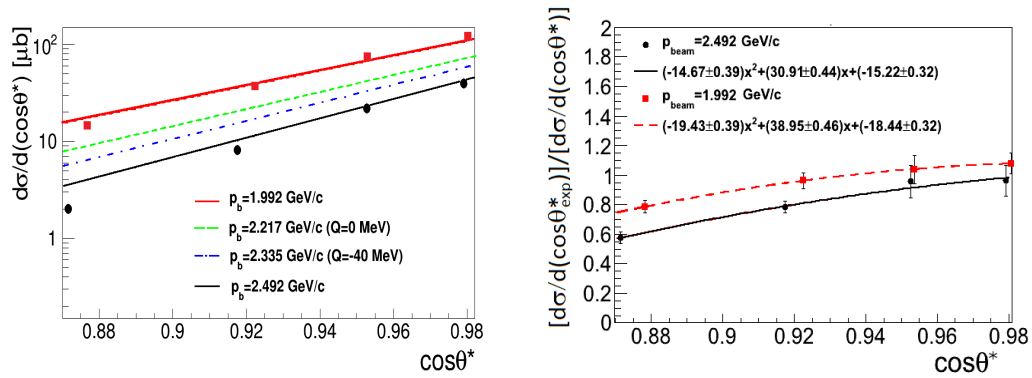 dσ/d(cosθ*) [μb]
10²
10
1
p_b=1.992 GeV/c
p_b=2.217 GeV/c (Q=0 MeV)
p_b=2.335 GeV/c (Q=-40 MeV)
p_b=2.492 GeV/c
0.88 0.9 0.92 0.94 0.96 0.98
cosθ*
[dσ/d(cosθ*_exp)]/[dσ/d(cosθ*)]
2
1.8
1.6
1.4
1.2
1
0.8
0.6
0.4
0.2
0
p_beam=2.492 GeV/c
(-14.67±0.39)x²+(30.91±0.44)x+(-15.22±0.32)
p_beam=1.992 GeV/c
(-19.43±0.39)x²+(38.95±0.46)x+(-18.44±0.32)
0.88 0.9 0.92 0.94 0.96 0.98
cosθ*